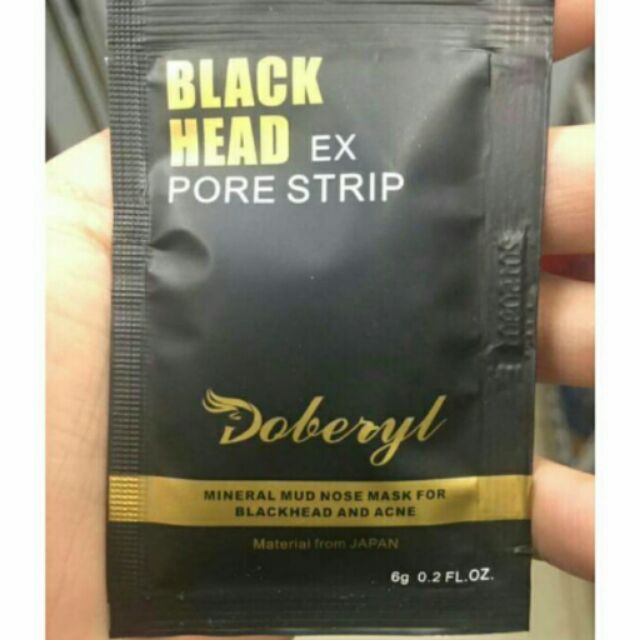 BLACK
HEAD EX
PORE STRIP
Doberyl
MINERAL MUD NOSE MASK FOR
BLACKHEAD AND ACNE
Material from JAPAN
6g 0.2 FL.OZ.